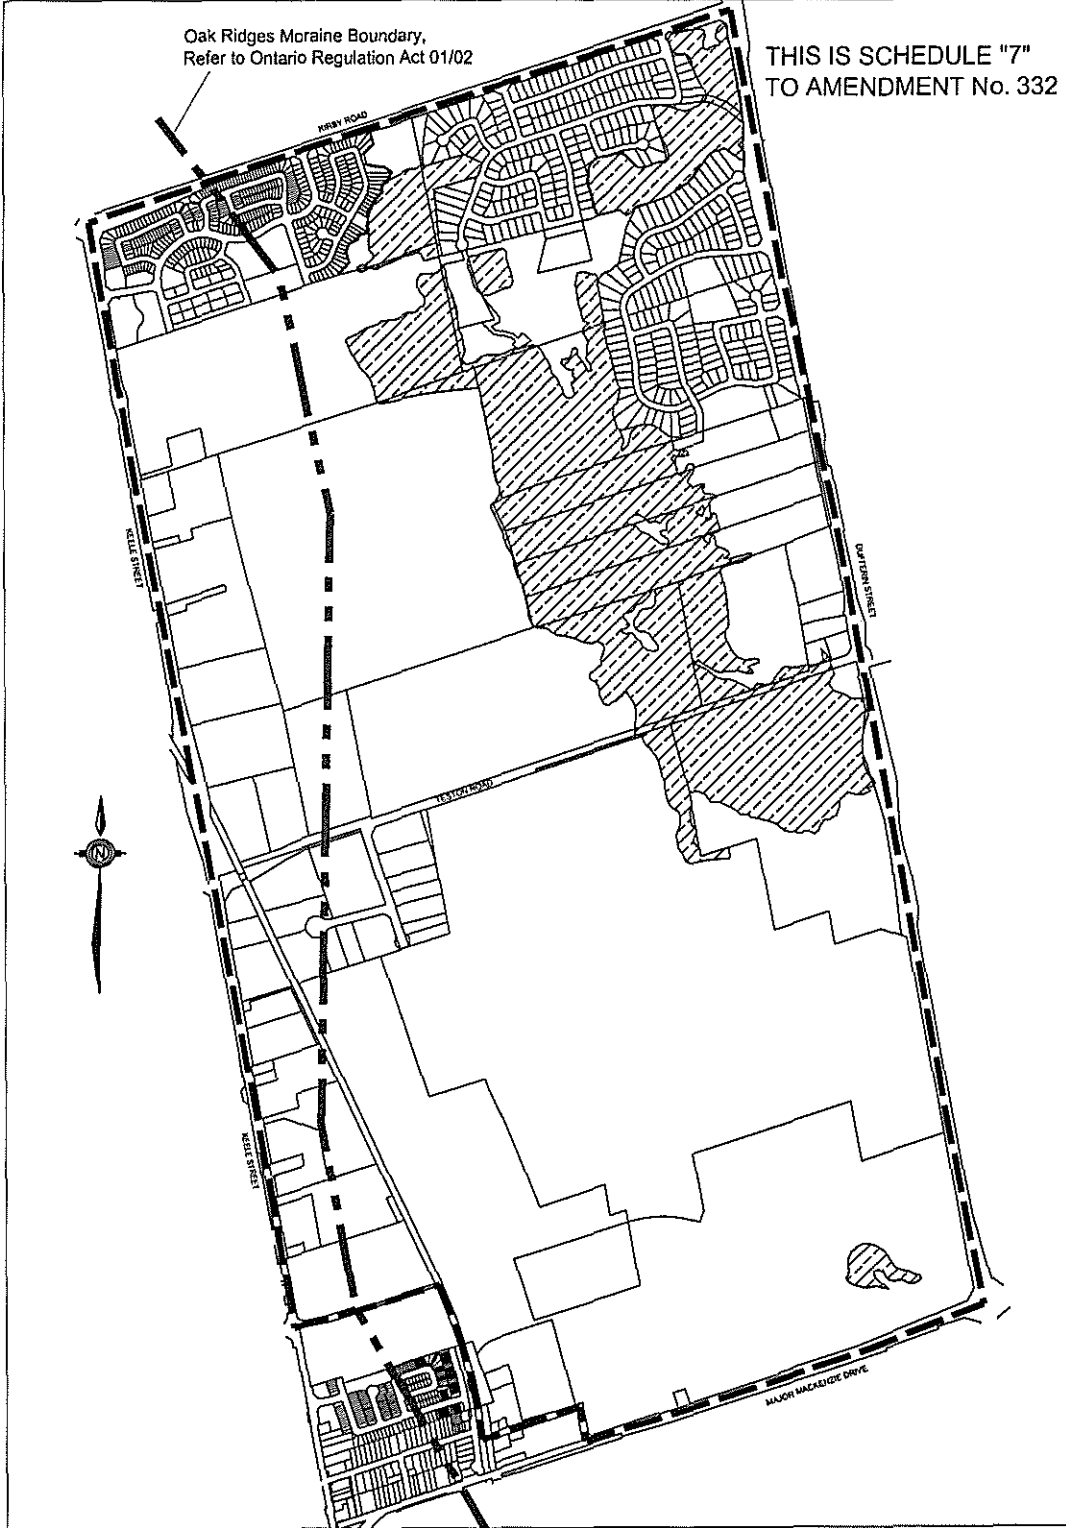 Oak Ridges Moraine Boundary,
Refer to Ontario Regulation Act 01/02
THIS IS SCHEDULE "7"
TO AMENDMENT No. 332
KIRBY ROAD
KEELE STREET
DUFFERIN STREET
TESTON ROAD
N
KEELE STREET
MAJOR MACKENZIE DRIVE